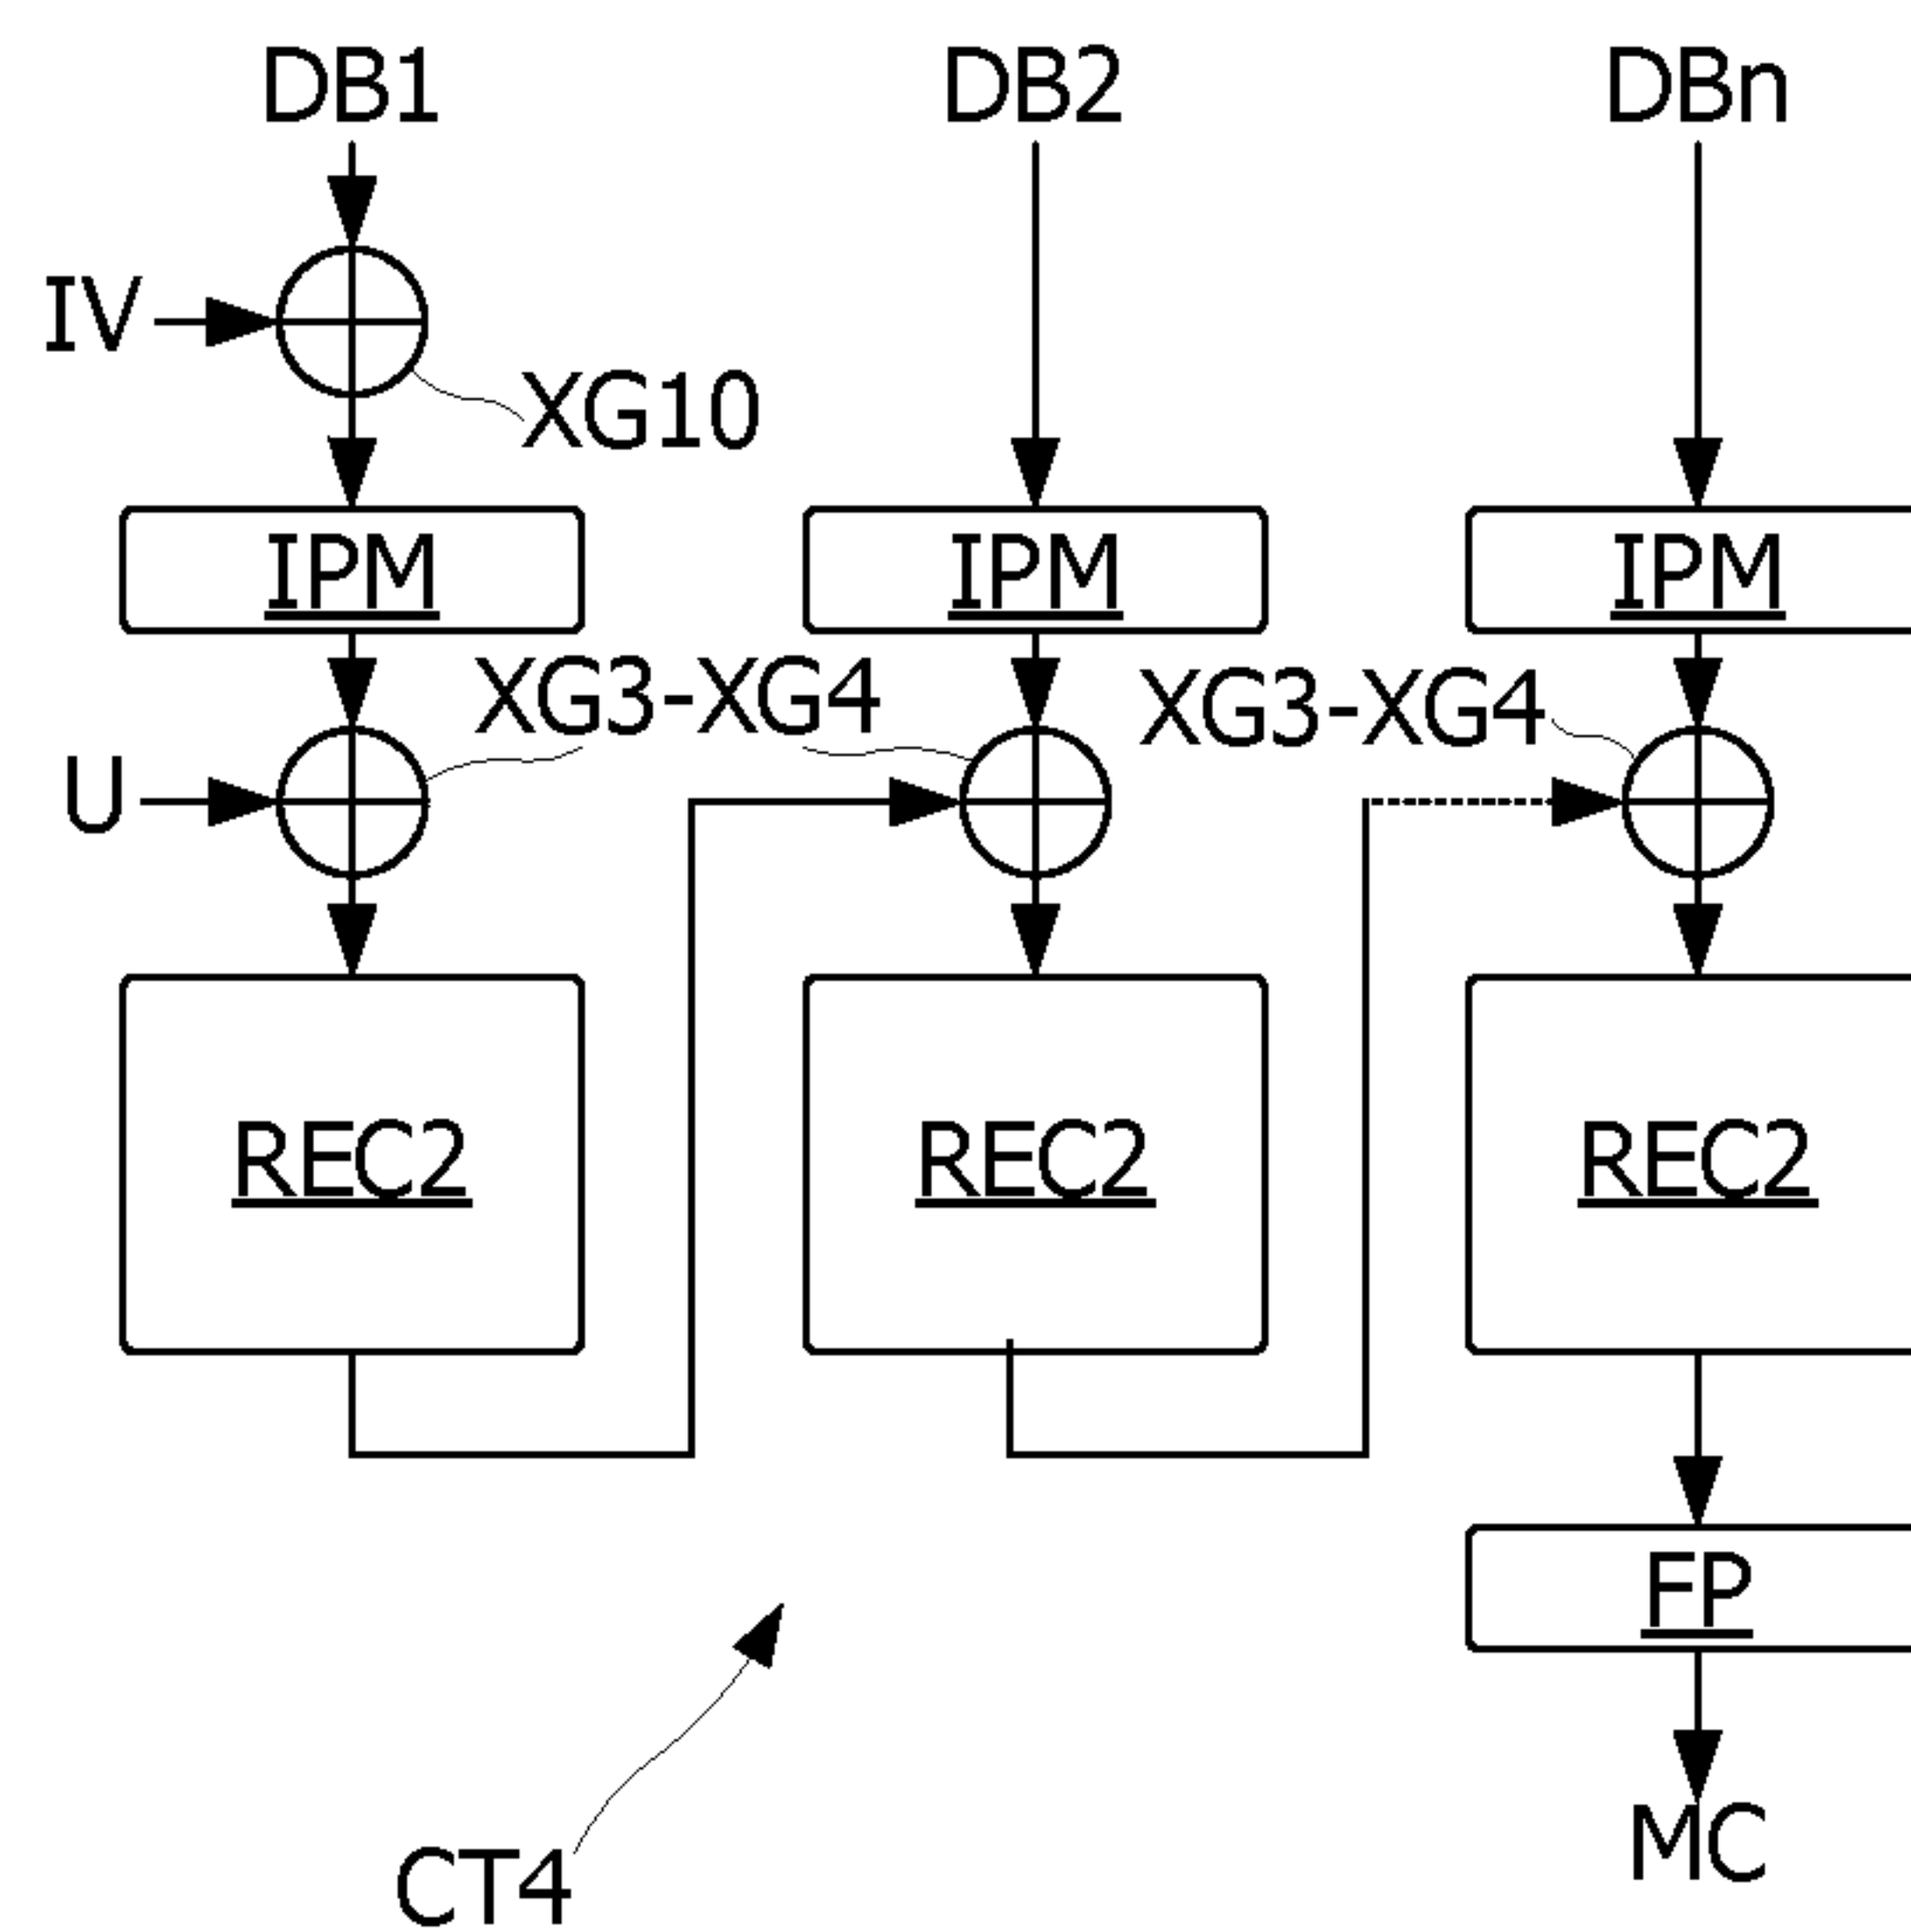 DB1 DB2 DBn
IV
XG10
IPM IPM IPM
XG3-XG4 XG3-XG4
U
REC2 REC2 REC2
FP
MC
CT4